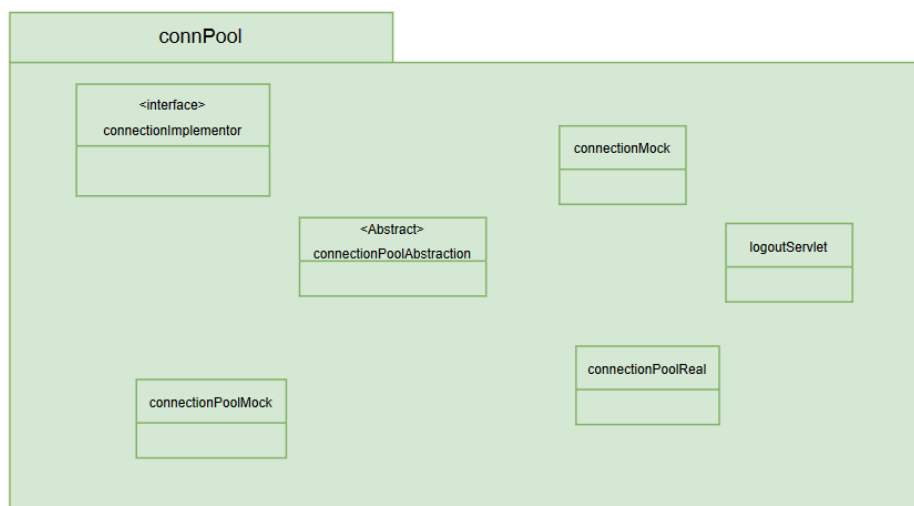 connPool
<interface>
connectionImplementor
connectionMock
<Abstract>
connectionPoolAbstraction
logoutServlet
connectionPoolReal
connectionPoolMock